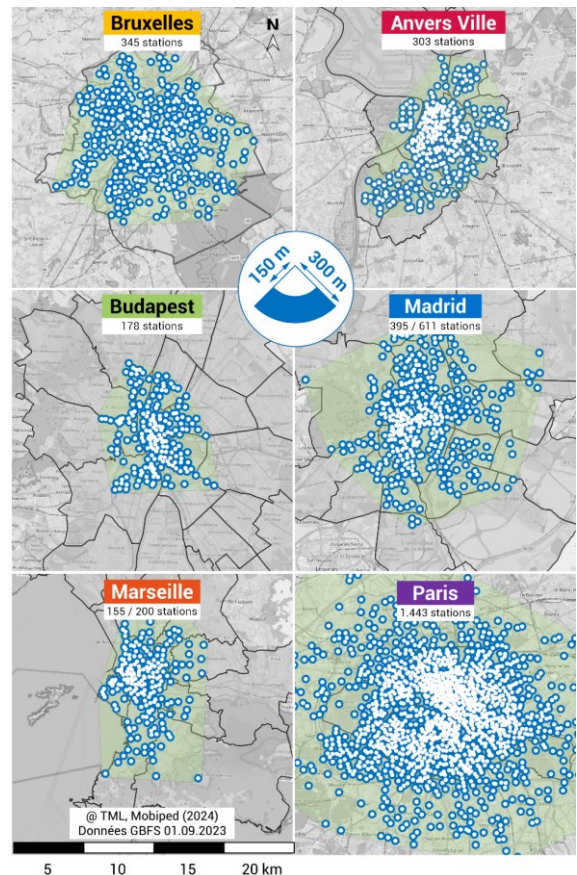 Bruxelles
345 stations
N
Anvers Ville
303 stations
150 m
300 m
Budapest
178 stations
Madrid
395 / 611 stations
Marseille
155 / 200 stations
Paris
1.443 stations
@ TML, Mobiped (2024)
Données GBFS 01.09.2023
5 10 15 20 km